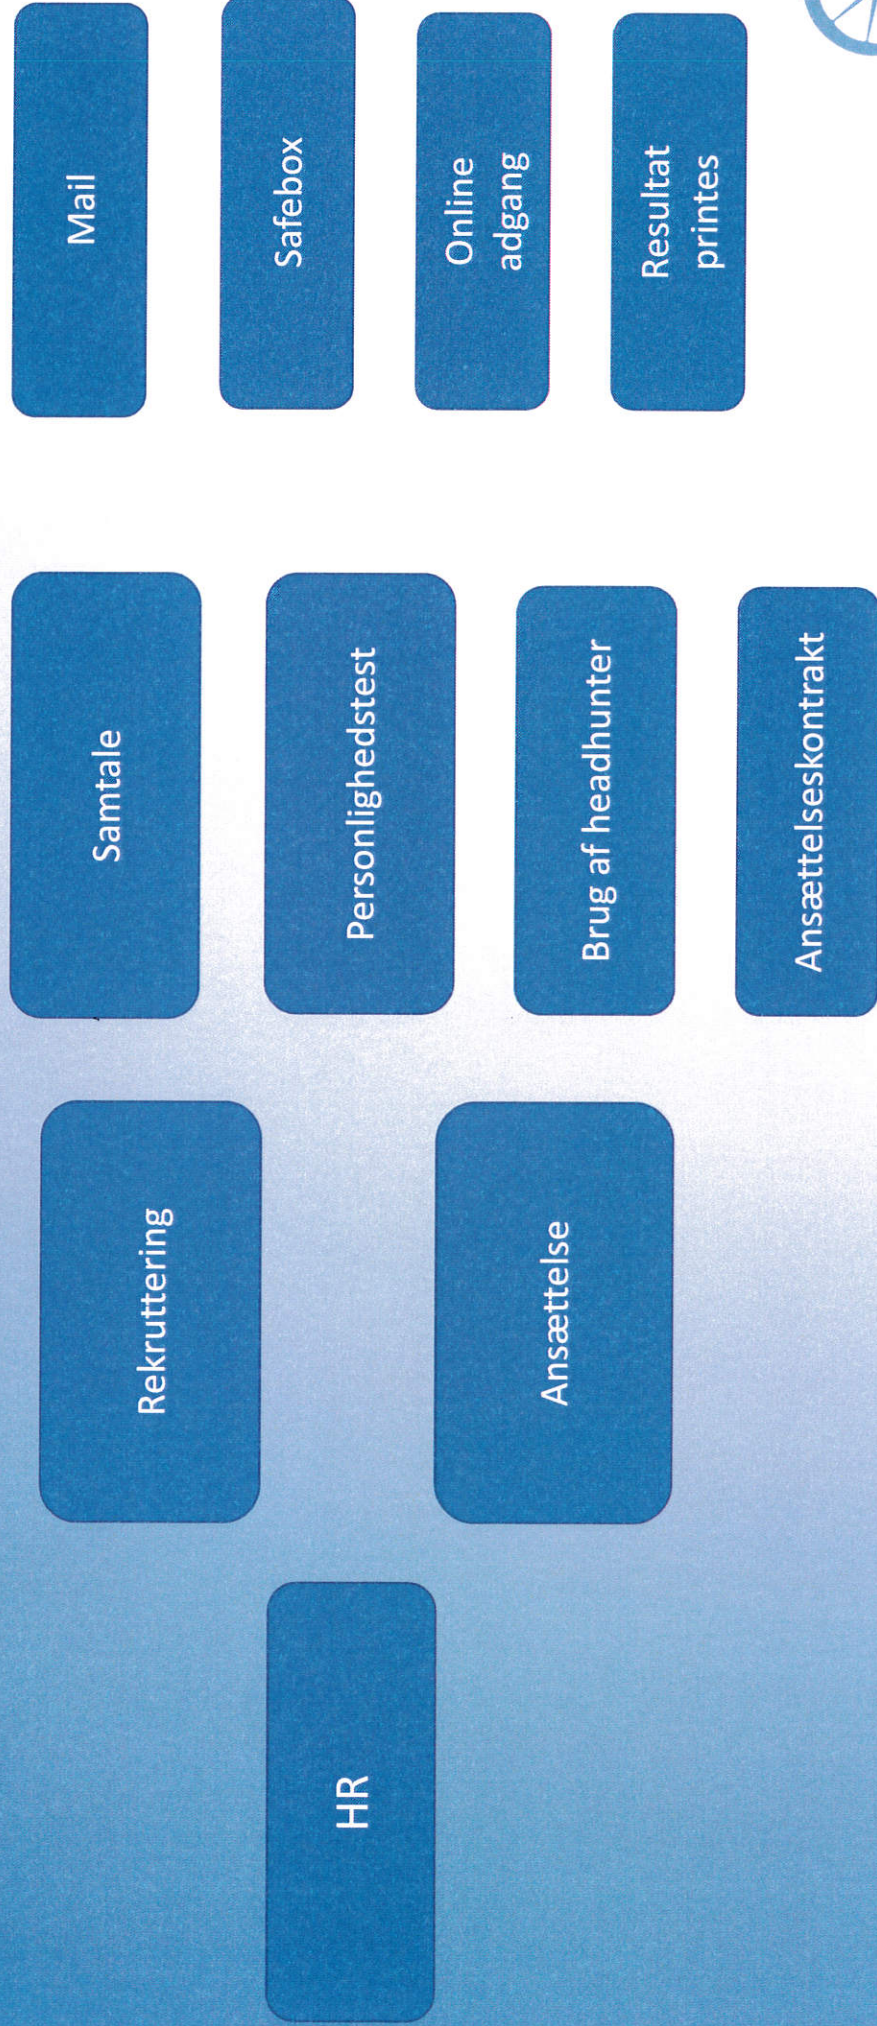 HR
Rekruttering
Ansættelse
Samtale
Personlighedstest
Brug af headhunter
Ansættelseskontrakt
Mail
Safebox
Online
adgang
Resultat
printes